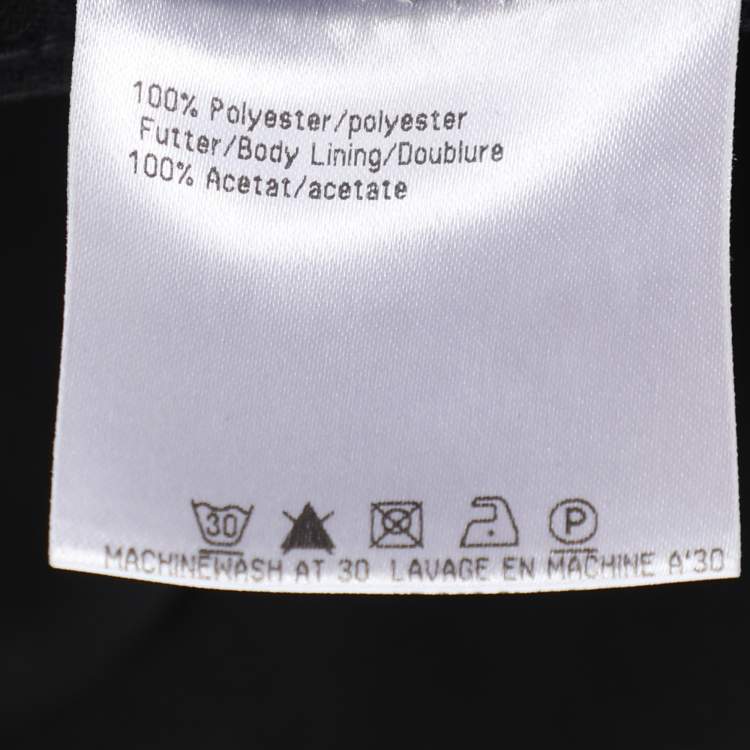 100% Polyester/polyester
Futter/Body Lining/Doublure
100% Acetat/acetate
30 P
MACHINEWASH AT 30 LAVAGE EN MACHINE A'30